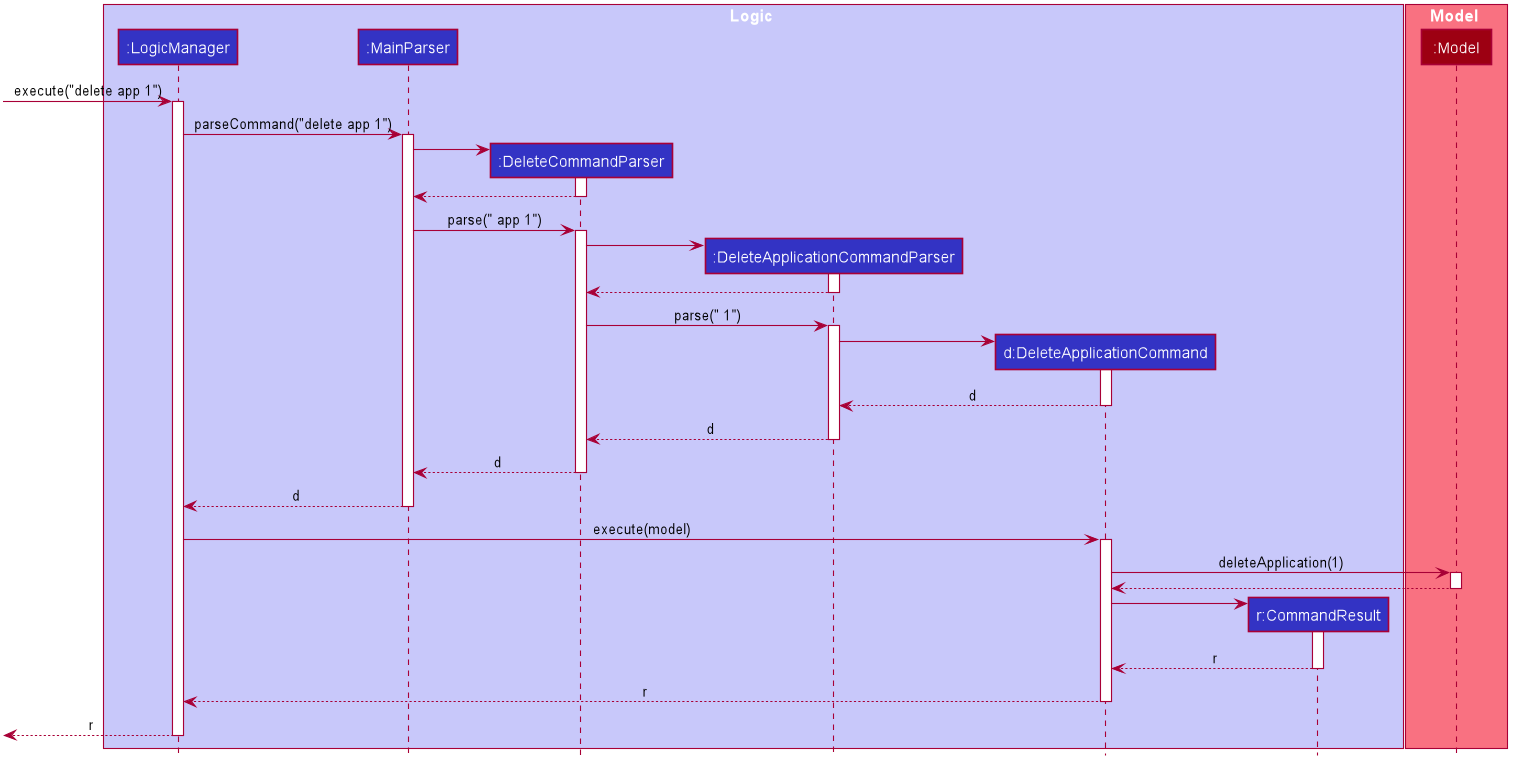 Logic
Model
:LogicManager
:MainParser
:Model
execute("delete app 1")
parseCommand("delete app 1")
:DeleteCommandParser
parse(" app 1")
:DeleteApplicationCommandParser
parse(" 1")
d:DeleteApplicationCommand
d
d
d
d
execute(model)
deleteApplication(1)
r:CommandResult
r
r
r